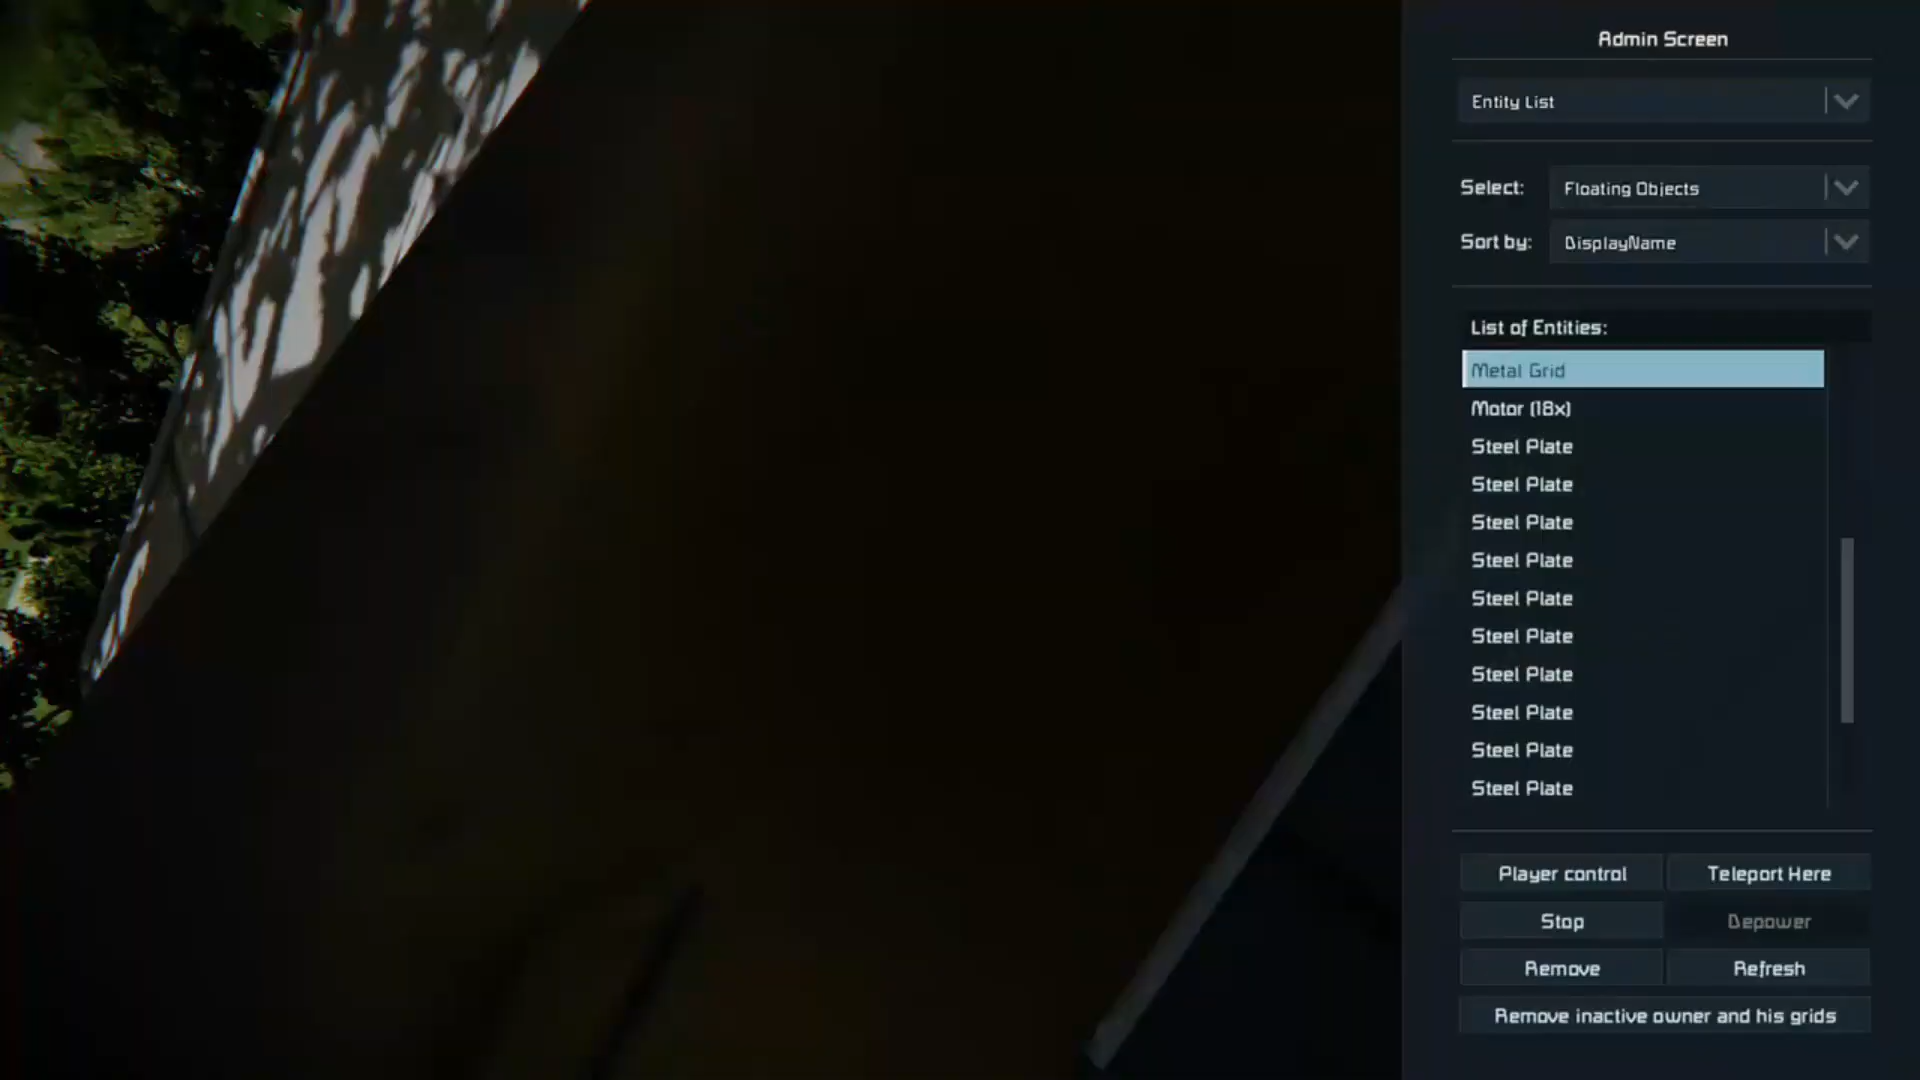 Admin Screen
Entity List
Select: Floating Objects
Sort by: DisplayName
List of Entities:
Metal Grid
Motor (18x)
Steel Plate
Steel Plate
Steel Plate
Steel Plate
Steel Plate
Steel Plate
Steel Plate
Steel Plate
Steel Plate
Steel Plate
Player control Teleport Here
Stop Depower
Remove Refresh
Remove inactive owner and his grids